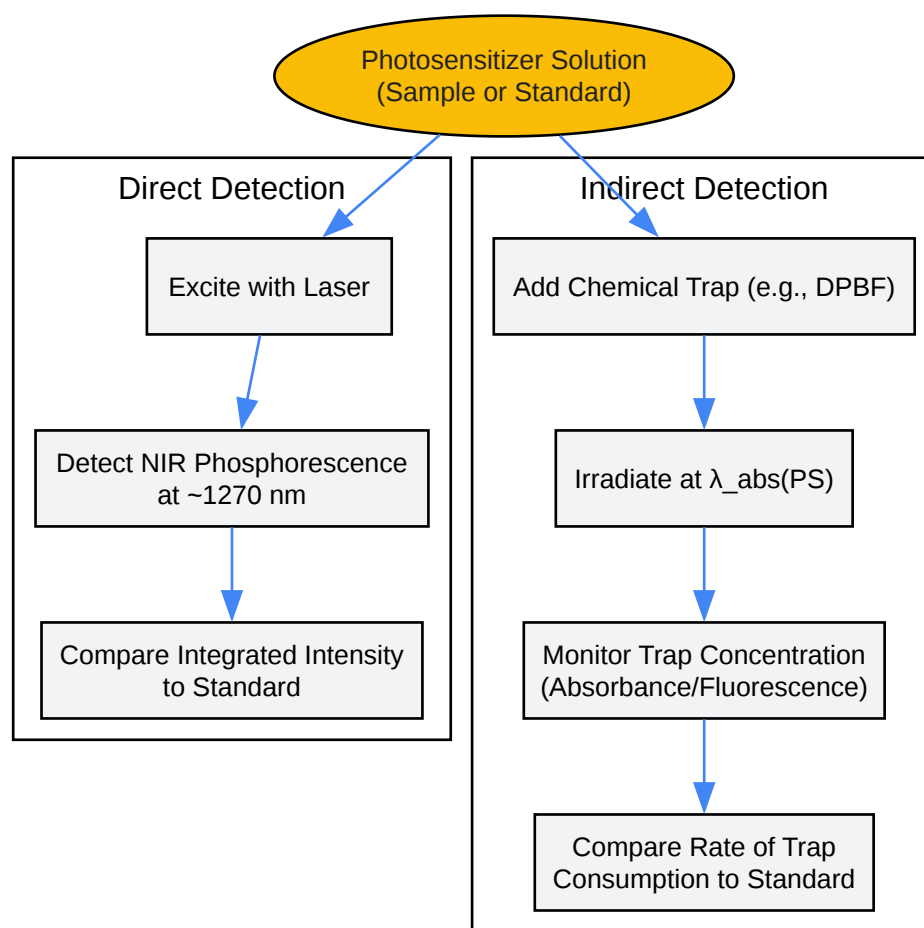 Photosensitizer Solution
(Sample or Standard)
Direct Detection
Excite with Laser
Detect NIR Phosphorescence
at ~1270 nm
Compare Integrated Intensity
to Standard
Indirect Detection
Add Chemical Trap (e.g., DPBF)
Irradiate at λ_abs(PS)
Monitor Trap Concentration
(Absorbance/Fluorescence)
Compare Rate of Trap
Consumption to Standard